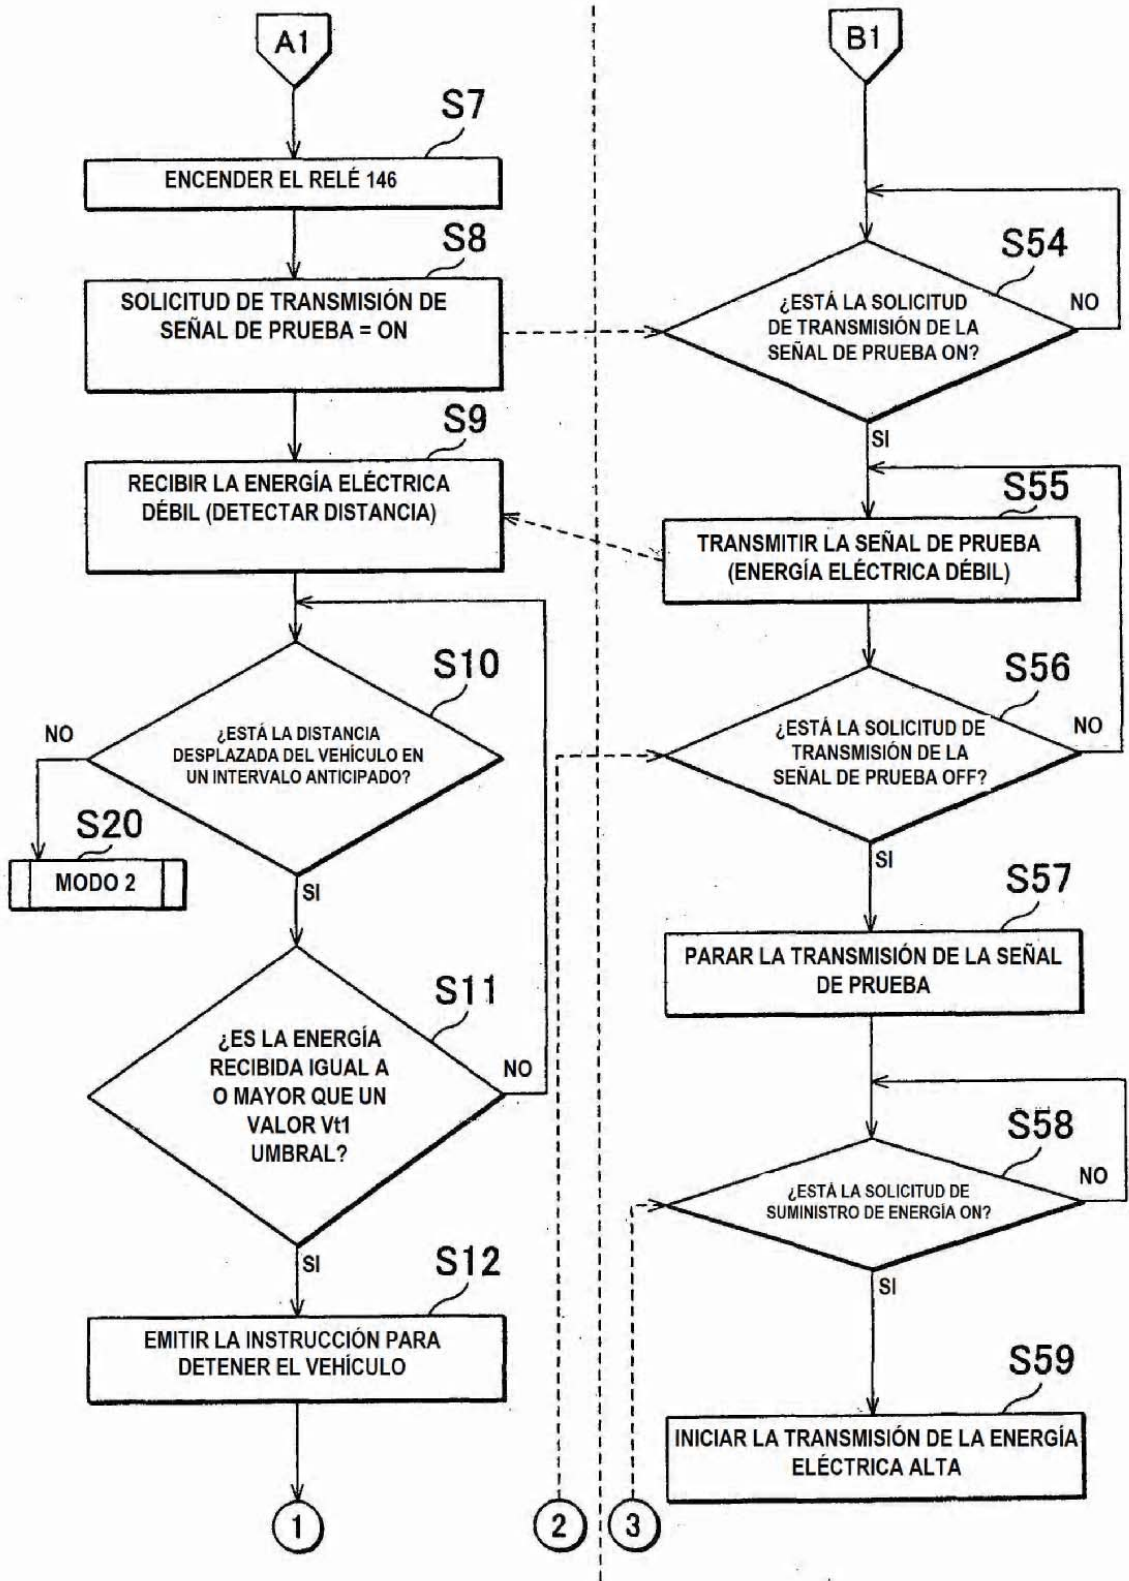 A1
S7
ENCENDER EL RELÉ 146
S8
SOLICITUD DE TRANSMISIÓN DE
SEÑAL DE PRUEBA = ON
S9
RECIBIR LA ENERGÍA ELÉCTRICA
DÉBIL (DETECTAR DISTANCIA)
S10
¿ESTÁ LA DISTANCIA
DESPLAZADA DEL VEHÍCULO EN
UN INTERVALO ANTICIPADO?
NO
S20
MODO 2
SI
S11
¿ES LA ENERGÍA
RECIBIDA IGUAL A
O MAYOR QUE UN
VALOR Vt1
UMBRAL?
NO
SI
S12
EMITIR LA INSTRUCCIÓN PARA
DETENER EL VEHÍCULO
1
2
3
B1
S54
¿ESTÁ LA SOLICITUD
DE TRANSMISIÓN DE LA
SEÑAL DE PRUEBA ON?
NO
SI
S55
TRANSMITIR LA SEÑAL DE PRUEBA
(ENERGÍA ELÉCTRICA DÉBIL)
S56
¿ESTÁ LA SOLICITUD DE
TRANSMISIÓN DE LA
SEÑAL DE PRUEBA OFF?
NO
SI
S57
PARAR LA TRANSMISIÓN DE LA SEÑAL
DE PRUEBA
S58
¿ESTÁ LA SOLICITUD DE
SUMINISTRO DE ENERGÍA ON?
NO
SI
S59
INICIAR LA TRANSMISIÓN DE LA ENERGÍA
ELÉCTRICA ALTA